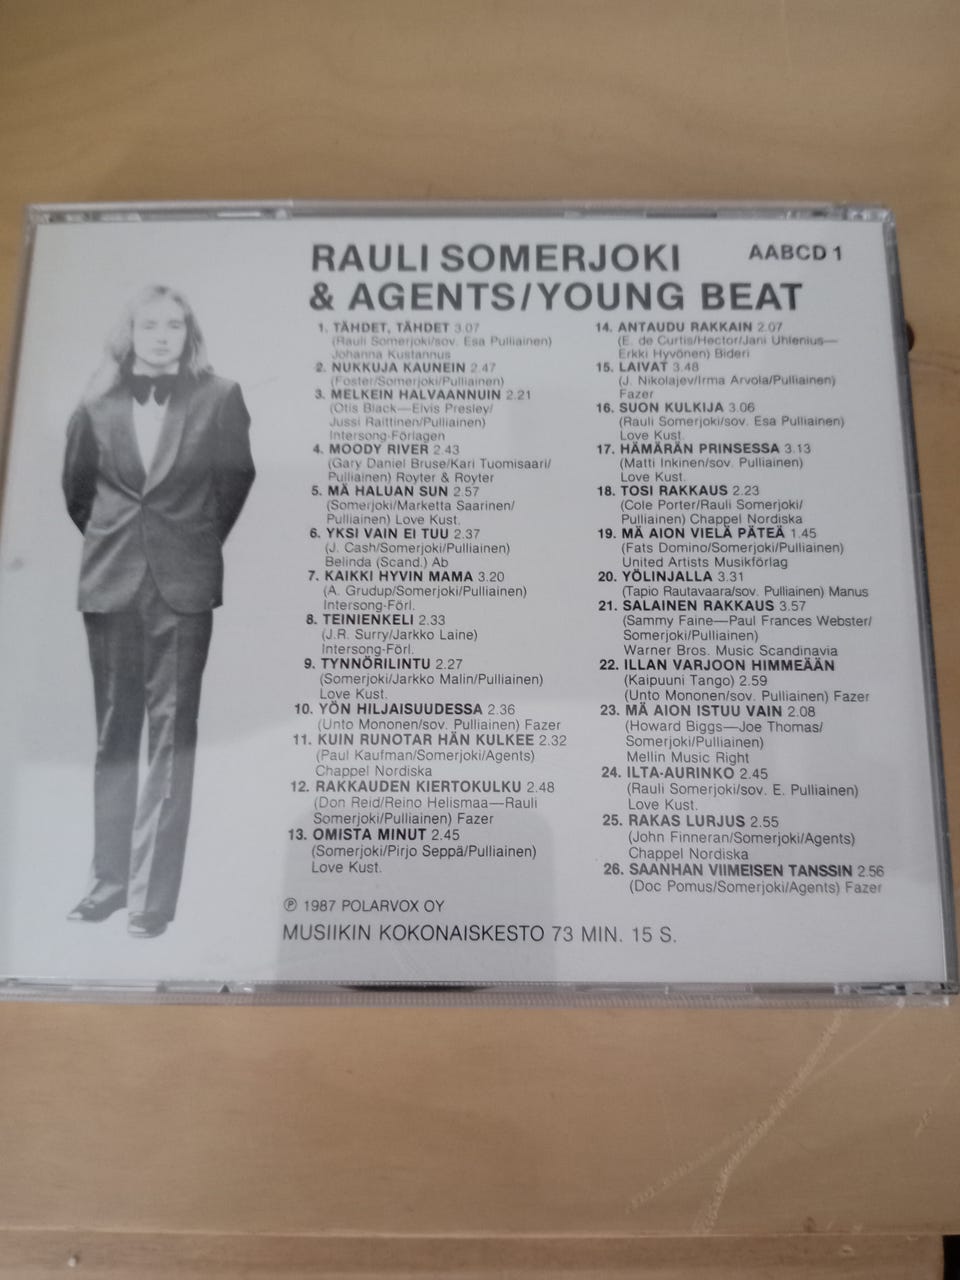 RAULI SOMERJOKI
& AGENTS/YOUNG BEAT
AABCD 1
1. TÄHDET, TÄHDET 3.07
(Rauli Somerjoki/sov. Esa Pulliainen)
Johanna Kustannus
2. NUKKUJA KAUNEIN 2.47
(Foster/Somerjoki/Pulliainen)
3. MELKEIN HALVAANNUIN 2.21
(Otis Black—Elvis Presley/
Jussi Raittinen/Pulliainen)
Intersong-Förlagen
4. MOODY RIVER 2.43
(Gary Daniel Bruse/Kari Tuomisaari/
Pulliainen) Royter & Royter
5. MÄ HALUAN SUN 2.57
(Somerjoki/Marketta Saarinen/
Pulliainen) Love Kust.
6. YKSI VAIN EI TUU 2.37
(J. Cash/Somerjoki/Pulliainen)
Belinda (Scand.) Ab
7. KAIKKI HYVIN MAMA 3.20
(A. Grudup/Somerjoki/Pulliainen)
Intersong-Förl.
8. TEINIENKELI 2.33
(J.R. Surry/Jarkko Laine)
Intersong-Förl.
9. TYNNÖRILINTU 2.27
(Somerjoki/Jarkko Malin/Pulliainen)
Love Kust.
10. YÖN HILJAISUUDESSA 2.36
(Unto Mononen/sov. Pulliainen) Fazer
11. KUIN RUNOTAR HÄN KULKEE 2.32
(Paul Kaufman/Somerjoki/Agents)
Chappel Nordiska
12. RAKKAUDEN KIERTOKULKU 2.48
(Don Reid/Reino Helismaa—Rauli
Somerjoki/Pulliainen) Fazer
13. OMISTA MINUT 2.45
(Somerjoki/Pirjo Seppä/Pulliainen)
Love Kust.
14. ANTAUDU RAKKAIN 2.07
(E. de Curtis/Hector/Jani Uhlenius—
Erkki Hyvönen) Bideri
15. LAIVAT 3.48
(J. Nikolajev/Irma Arvola/Pulliainen)
Fazer
16. SUON KULKIJA 3.06
(Rauli Somerjoki/sov. Esa Pulliainen)
Love Kust.
17. HÄMÄRÄN PRINSESSA 3.13
(Matti Inkinen/sov. Pulliainen)
Love Kust.
18. TOSI RAKKAUS 2.23
(Cole Porter/Rauli Somerjoki/
Pulliainen) Chappel Nordiska
19. MÄ AION VIELÄ PÄTEÄ 1.45
(Fats Domino/Somerjoki/Pulliainen)
United Artists Musikförlag
20. YÖLINJALLA 3.31
(Tapio Rautavaara/sov. Pulliainen) Manus
21. SALAINEN RAKKAUS 3.57
(Sammy Faine—Paul Frances Webster/
Somerjoki/Pulliainen)
Warner Bros. Music Scandinavia
22. ILLAN VARJOON HIMMEÄÄN
(Kaipuuni Tango) 2.59
(Unto Mononen/sov. Pulliainen) Fazer
23. MÄ AION ISTUU VAIN 2.08
(Howard Biggs—Joe Thomas/
Somerjoki/Pulliainen)
Mellin Music Right
24. ILTA-AURINKO 2.45
(Rauli Somerjoki/sov. E. Pulliainen)
Love Kust.
25. RAKAS LURJUS 2.55
(John Finneran/Somerjoki/Agents)
Chappel Nordiska
26. SAANHAN VIIMEISEN TANSSIN 2.56
(Doc Pomus/Somerjoki/Agents) Fazer
℗ 1987 POLARVOX OY
MUSIIKIN KOKONAISKESTO 73 MIN. 15 S.